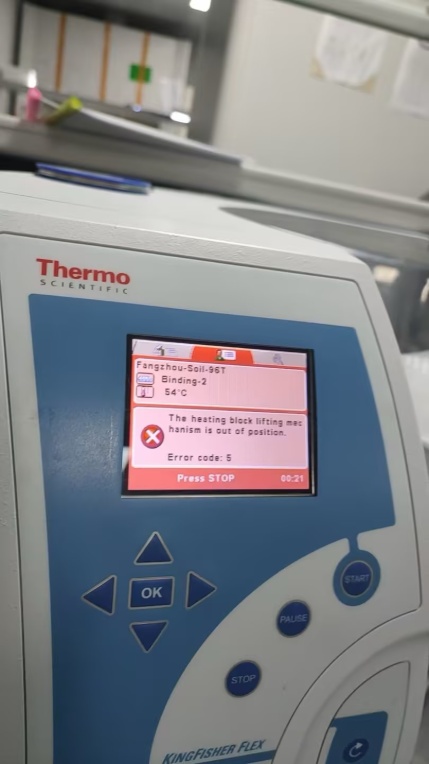 Thermo
SCIENTIFIC
Fangzhou-Soil-96T
Binding-2
54°C
The heating block lifting mec
hanism is out of position.
Error code: 5
Press STOP 00:21
OK
START
PAUSE
STOP
KINGFISHER FLEX